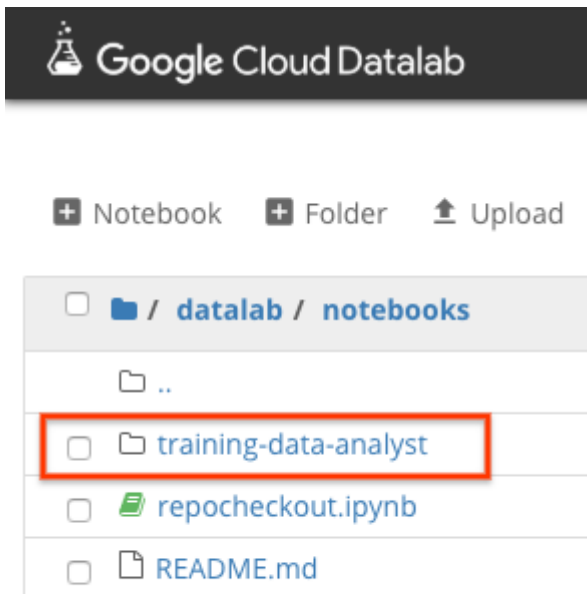 Google Cloud Datalab
Notebook Folder Upload
/ datalab / notebooks
..
training-data-analyst
repocheckout.ipynb
README.md